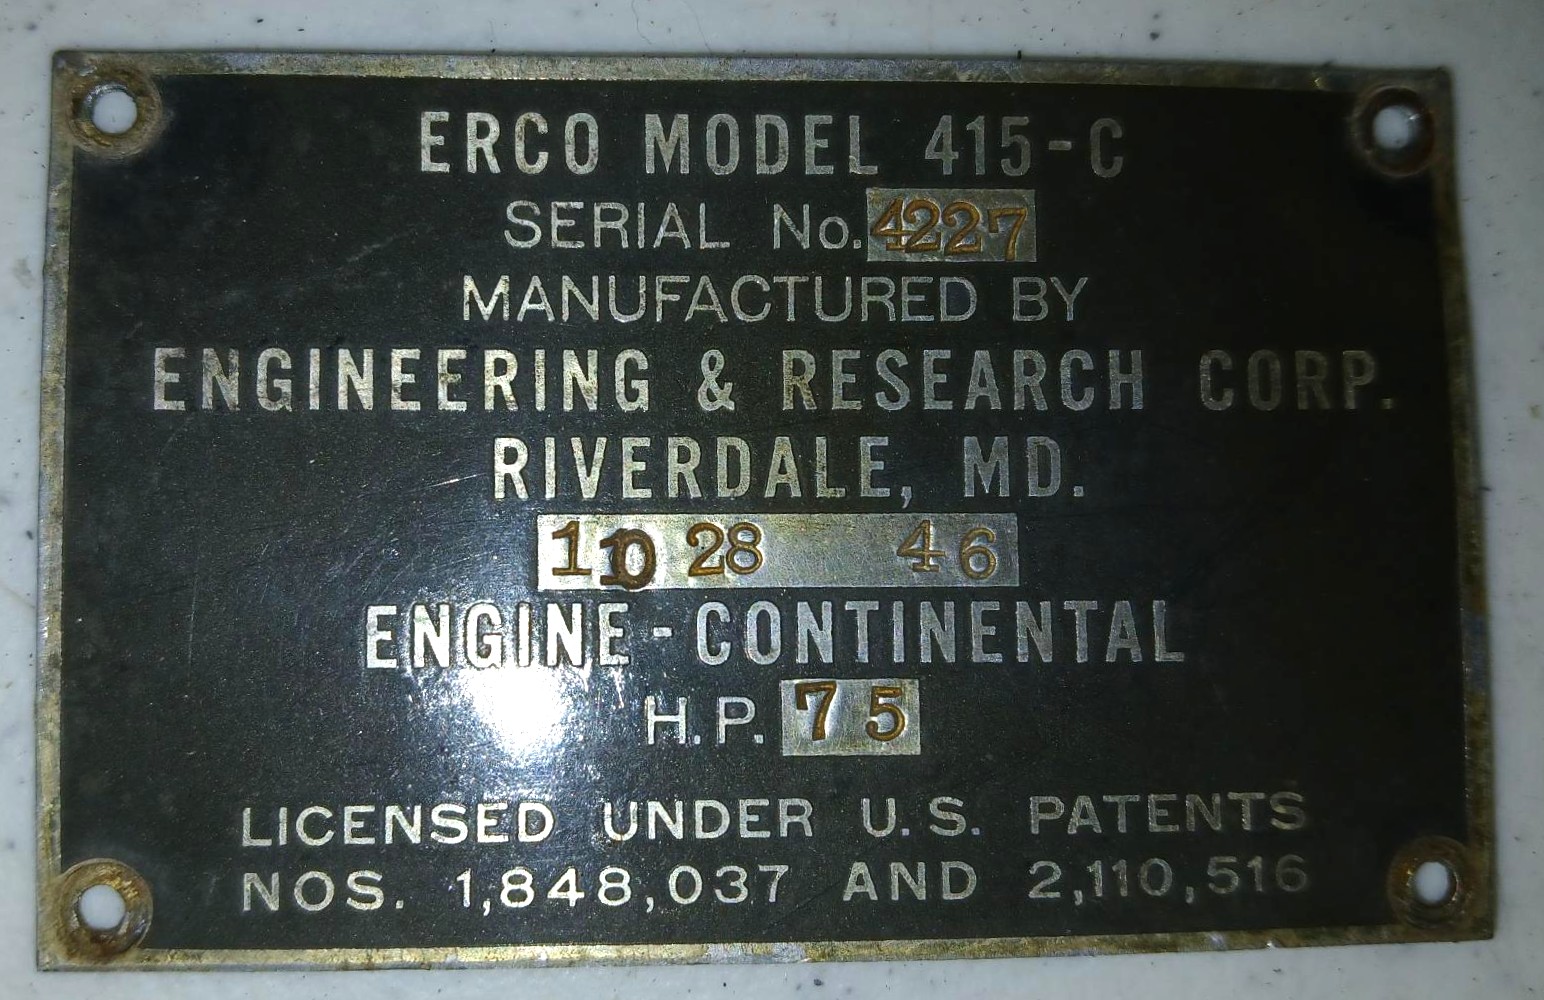 ERCO MODEL 415-C
SERIAL No. 4227
MANUFACTURED BY
ENGINEERING & RESEARCH CORP.
RIVERDALE, MD.
10 28 46
ENGINE-CONTINENTAL
H.P. 75
LICENSED UNDER U.S. PATENTS
NOS. 1,848,037 AND 2,110,516